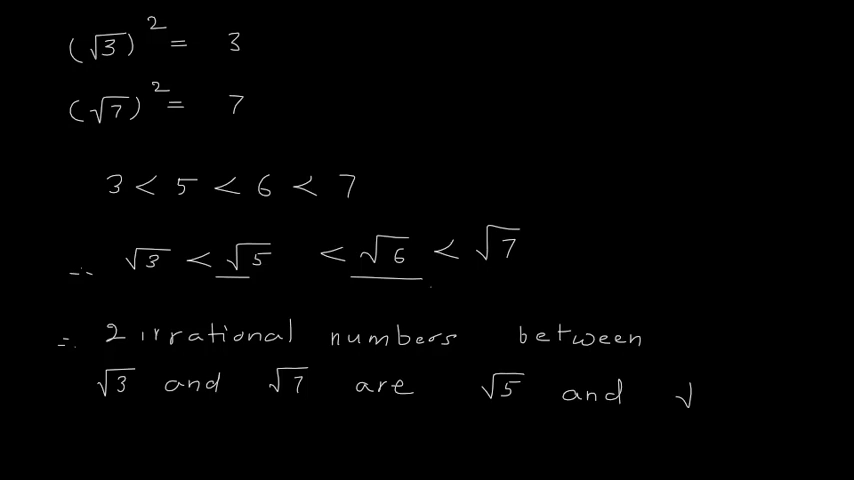 (√3)² = 3
(√7)² = 7
3 < 5 < 6 < 7
∴ √3 < √5 < √6 < √7
∴ 2 irrational numbers between
√3 and √7 are √5 and √